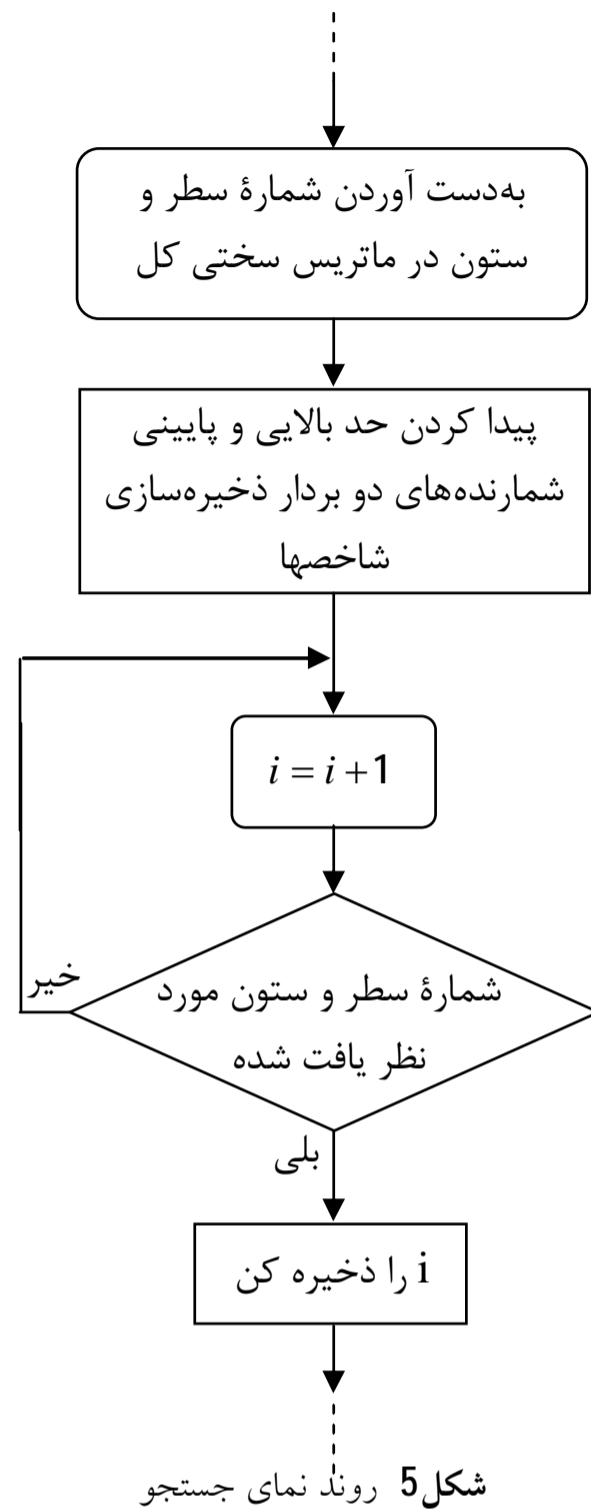 به‌دست آوردن شمارهٔ سطر و
ستون در ماتریس سختی کل
پیدا کردن حد بالایی و پایینی
شمارنده‌های دو بردار ذخیره‌سازی
شاخصها
i = i +1
شمارهٔ سطر و ستون مورد
نظر یافت شده
خیر
بلی
i را ذخیره کن
شکل5 روند نمای جستجو